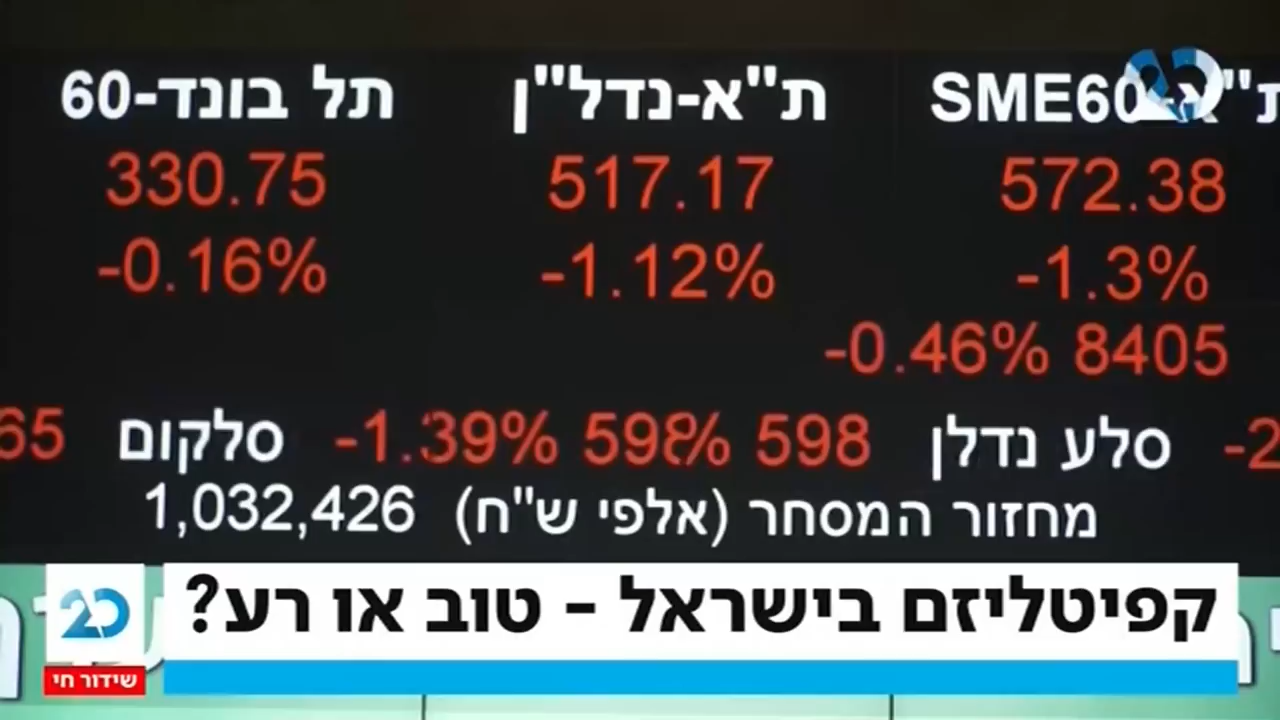 ת"א-SME60 ת"א-נדל"ן תל בונד-60
572.38 517.17 330.75
-1.3% -1.12% -0.16%
-0.46% 8405
סלע נדלן -1.39% 598% 598 סלקום
מחזור המסחר (אלפי ש"ח) 1,032,426
קפיטליזם בישראל - טוב או רע?
20
שידור חי